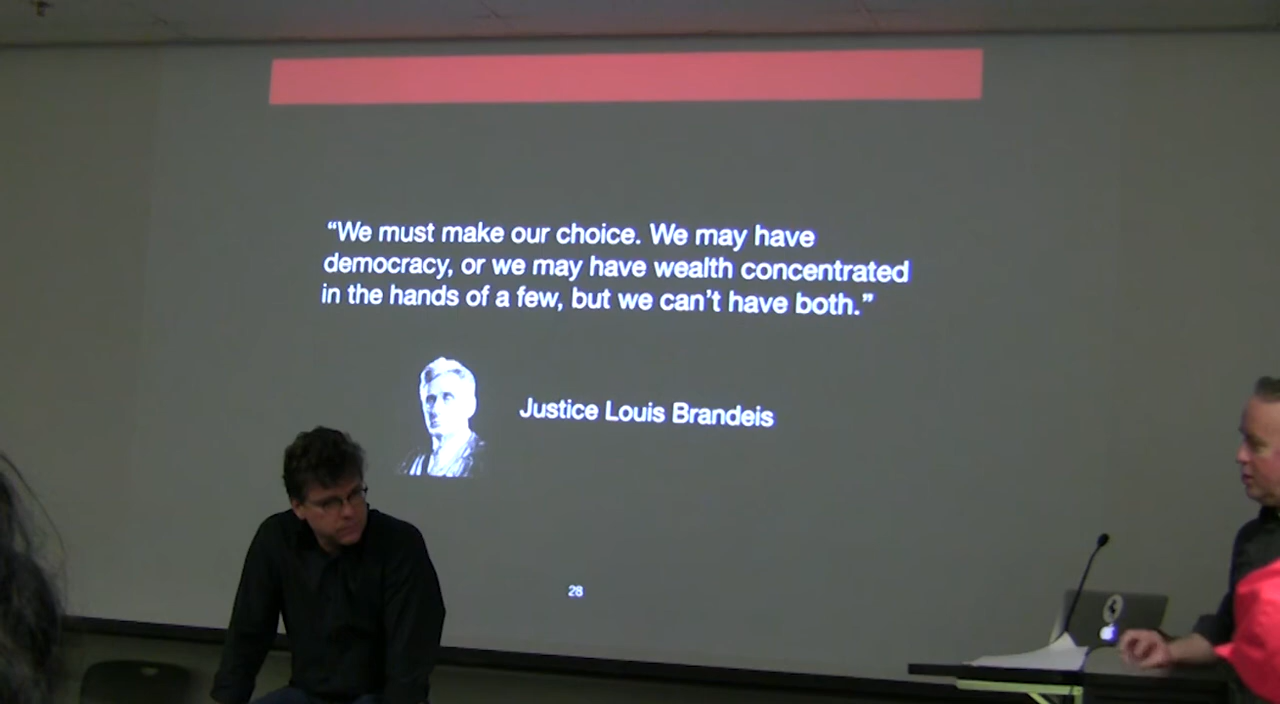 “We must make our choice. We may have
democracy, or we may have wealth concentrated
in the hands of a few, but we can’t have both.”
Justice Louis Brandeis
28